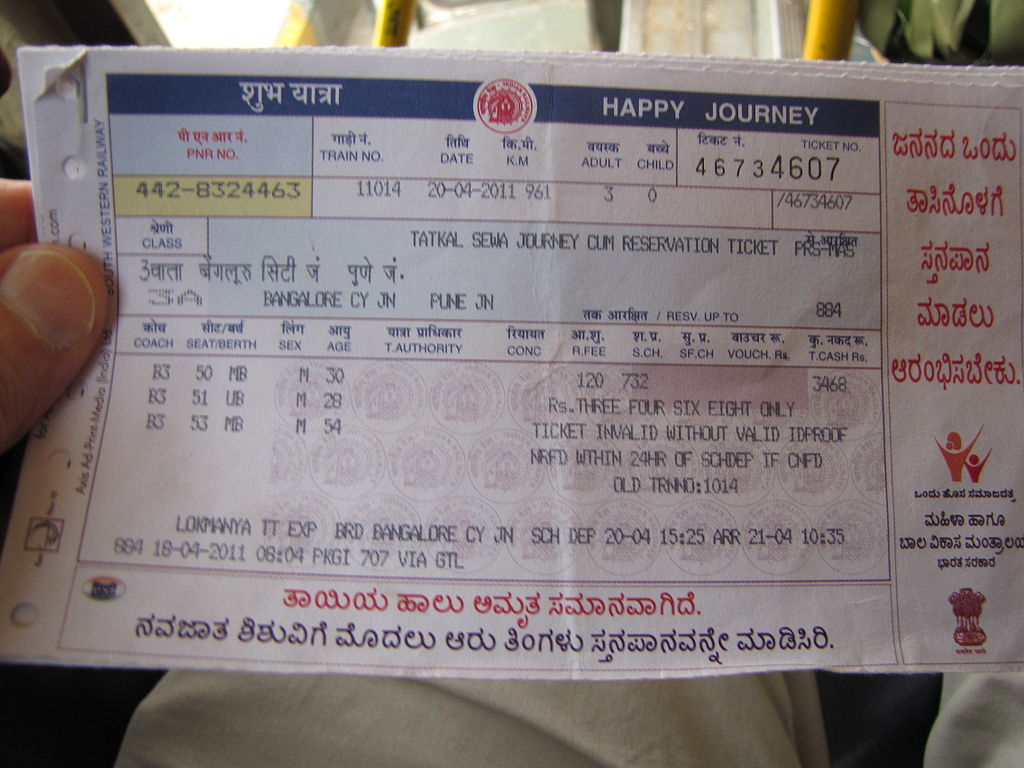 शुभ यात्रा HAPPY JOURNEY
पी एन आर नं. गाड़ी नं. तिथि कि.मी. वयस्क बच्चे टिकट नं. TICKET NO.
PNR NO. TRAIN NO. DATE K.M ADULT CHILD 46734607
442-8324463 11014 20-04-2011 961 3 0 /46734607
श्रेणी
CLASS TATKAL SEWA JOURNEY CUM RESERVATION TICKET
3वाता बेंगलूरु सिटी जं पुणे जं.
3A BANGALORE CY JN PUNE JN तक आरक्षित / RESV. UP TO 884
कोच सीट/बर्थ लिंग आयु यात्रा प्राधिकार रियायत आ.शु. श.प्र. सु.प्र. वाउचर रू. कु. नकद रू.
COACH SEAT/BERTH SEX AGE T.AUTHORITY CONC R.FEE S.CH. SF.CH VOUCH. Rs. T.CASH Rs.
B3 50 MB M 30 120 732 3468
B3 51 UB M 28 Rs.THREE FOUR SIX EIGHT ONLY
B3 53 MB M 54 TICKET INVALID WITHOUT VALID IDPROOF
NRFD WTHIN 24HR OF SCHDEP IF CNFD
OLD TRNNO:1014
LOKMANYA TT EXP BRD BANGALORE CY JN SCH DEP 20-04 15:25 ARR 21-04 10:35
884 18-04-2011 08:04 PKGI 707 VIA GTL
ತಾಯಿಯ ಹಾಲು ಅಮೃತ ಸಮಾನವಾಗಿದೆ.
ನವಜಾತ ಶಿಶುವಿಗೆ ಮೊದಲು ಆರು ತಿಂಗಳು ಸ್ತನಪಾನವನ್ನೇ ಮಾಡಿಸಿರಿ.
ಜನನದ ಒಂದು
ತಾಸಿನೊಳಗೆ
ಸ್ತನಪಾನ
ಮಾಡಲು
ಆರಂಭಿಸಬೇಕು.
ಒಂದು ಹೊಸ ಸಮಾಜದತ್ತ
ಮಹಿಳಾ ಹಾಗೂ
ಬಾಲ ವಿಕಾಸ ಮಂತ್ರಾಲಯ
ಭಾರತ ಸರಕಾರ
SOUTH WESTERN RAILWAY
Axis Ad-Print-Media (India)